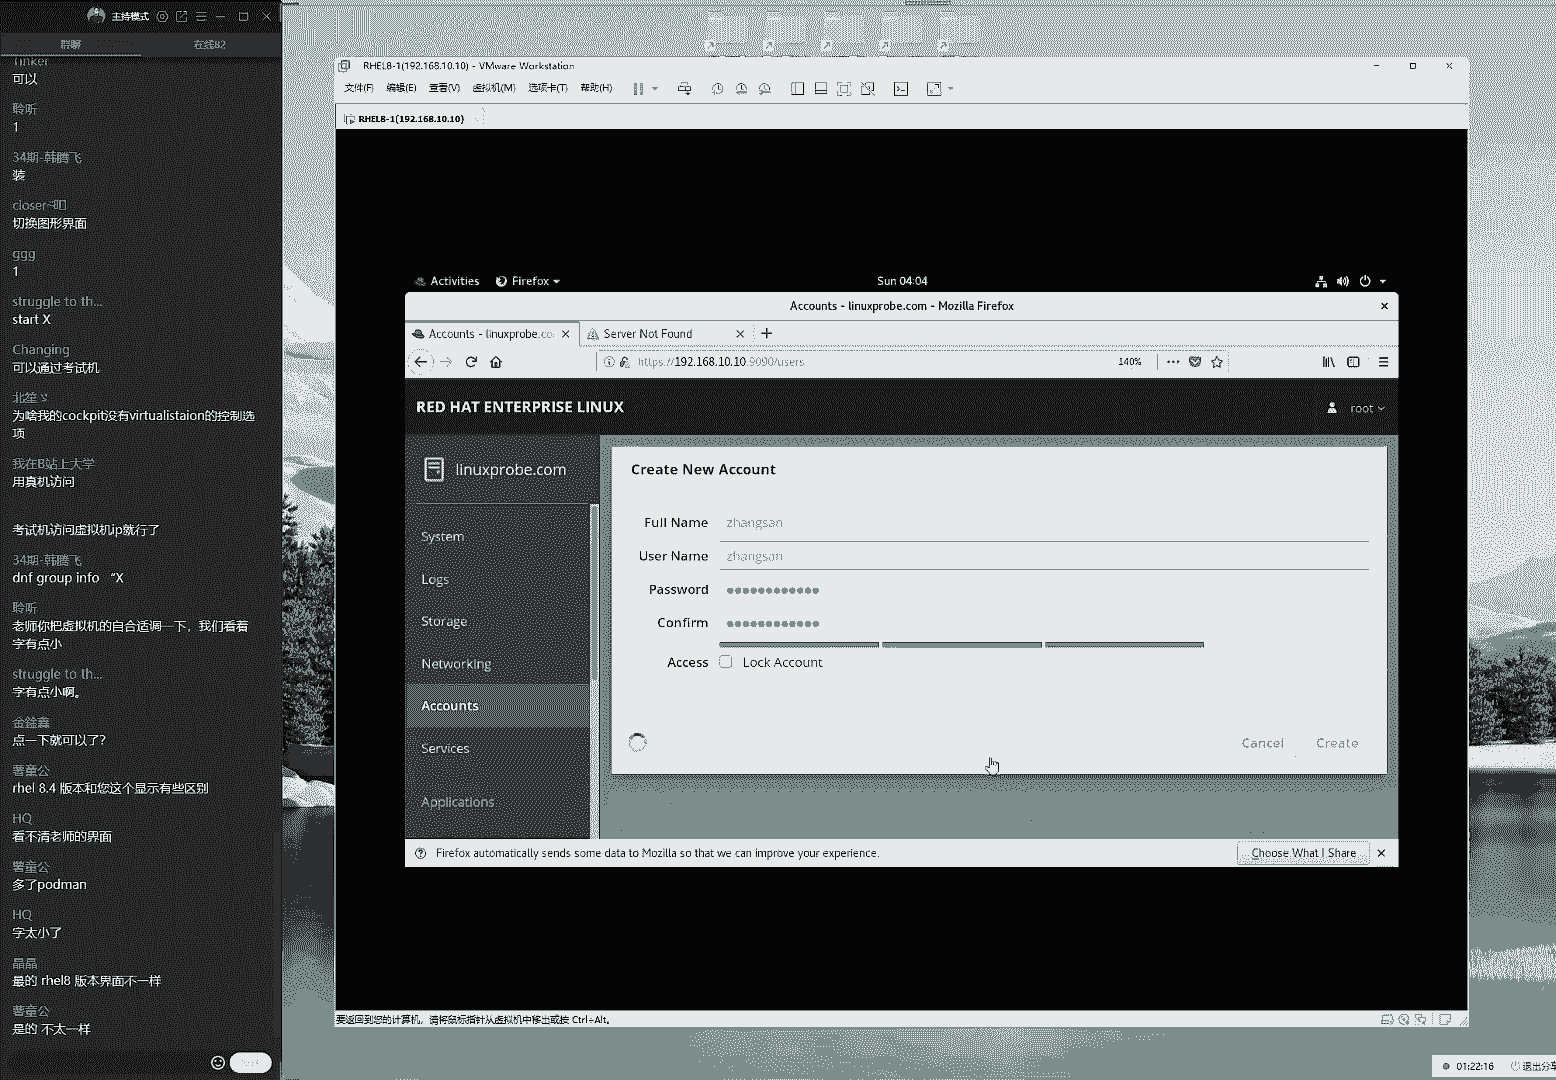 主持模式
群聊
在线82
Tinker
可以
聆听
1
34期-韩腾飞
装
closer~吧
切换图形界面
ggg
1
struggle to th...
start X
Changing
可以通过考试机
为啥我的cockpit没有virtualistaion的控制选
项
我在B站上大学
用真机访问
考试机访问虚拟机ip就行了
34期-韩腾飞
dnf group info “X
聆听
老师你把虚拟机的自合适调一下，我们看着
字有点小
struggle to th...
字有点小啊。
点一下就可以了？
薯童公
rhel 8.4 版本和您这个显示有些区别
HQ
看不清老师的界面
薯童公
多了podman
HQ
字太小了
晶晶
最的 rhel8 版本界面不一样
薯童公
是的 不太一样
RHEL8-1(192.168.10.10) - VMware Workstation
文件(F) 编辑(E) 查看(V) 虚拟机(M) 选项卡(T) 帮助(H)
RHEL8-1(192.168.10.10)
Activities Firefox Sun 04:04
Accounts - linuxprobe.com - Mozilla Firefox
Accounts - linuxprobe.co Server Not Found
https://192.168.10.10:9090/users 140%
RED HAT ENTERPRISE LINUX root
linuxprobe.com
System
Logs
Storage
Networking
Accounts
Services
Applications
Create New Account
Full Name zhangsan
User Name zhangsan
Password
Confirm
Access Lock Account
Cancel Create
Firefox automatically sends some data to Mozilla so that we can improve your experience. Choose What I Share
要返回到您的计算机，请将鼠标指针从虚拟机中移出或按 Ctrl+Alt。
01:22:16 退出分享